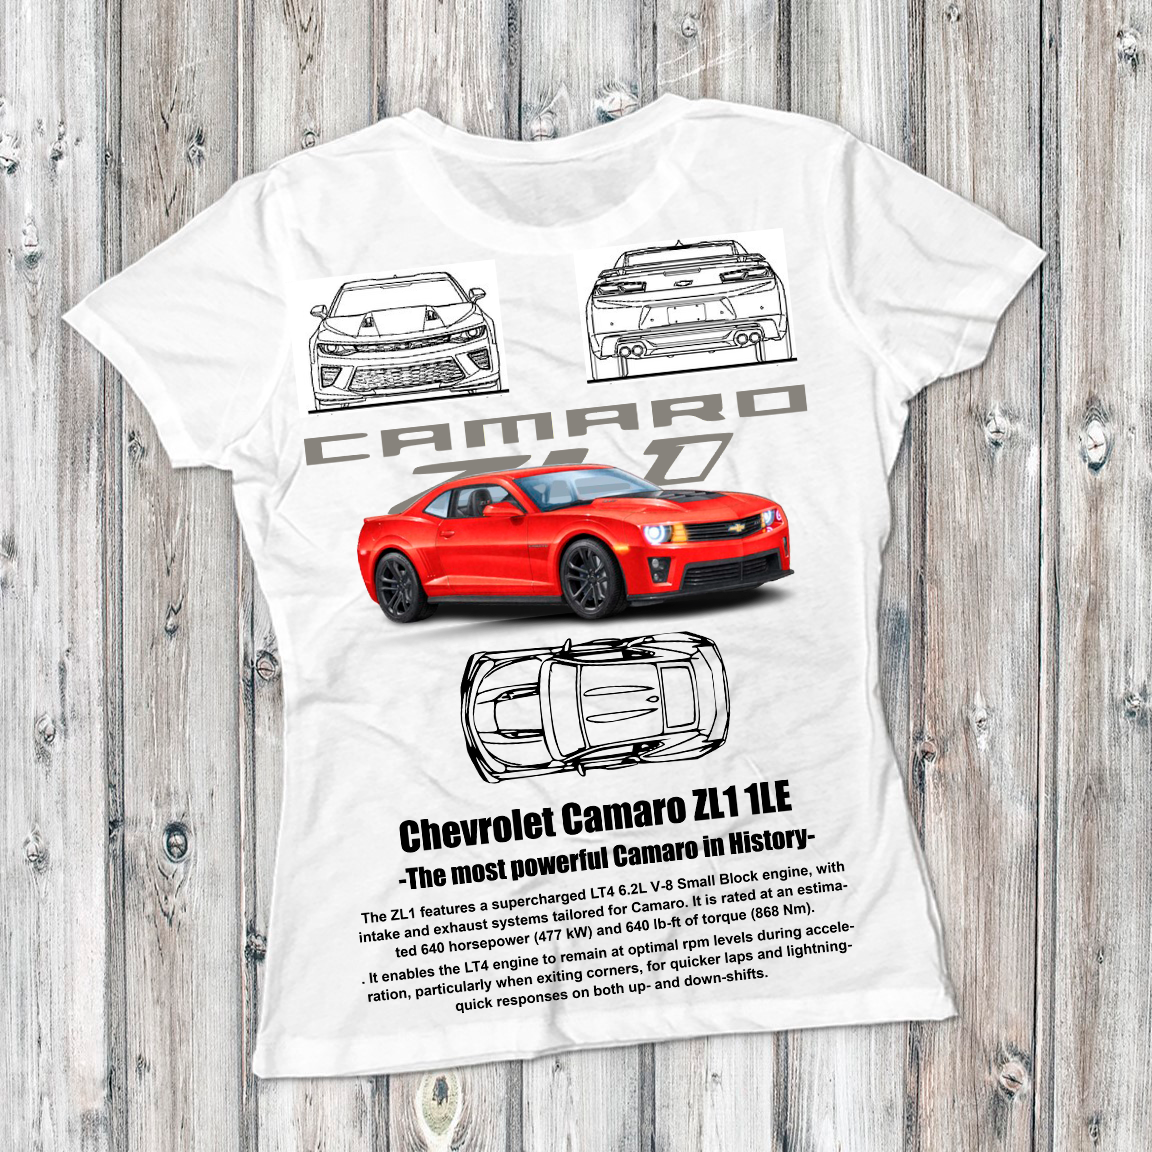 CAMARO
ZL1
Chevrolet Camaro ZL1 1LE
-The most powerful Camaro in History-
The ZL1 features a supercharged LT4 6.2L V-8 Small Block engine, with
intake and exhaust systems tailored for Camaro. It is rated at an estima-
ted 640 horsepower (477 kW) and 640 lb-ft of torque (868 Nm).
. It enables the LT4 engine to remain at optimal rpm levels during accele-
ration, particularly when exiting corners, for quicker laps and lightning-
quick responses on both up- and down-shifts.